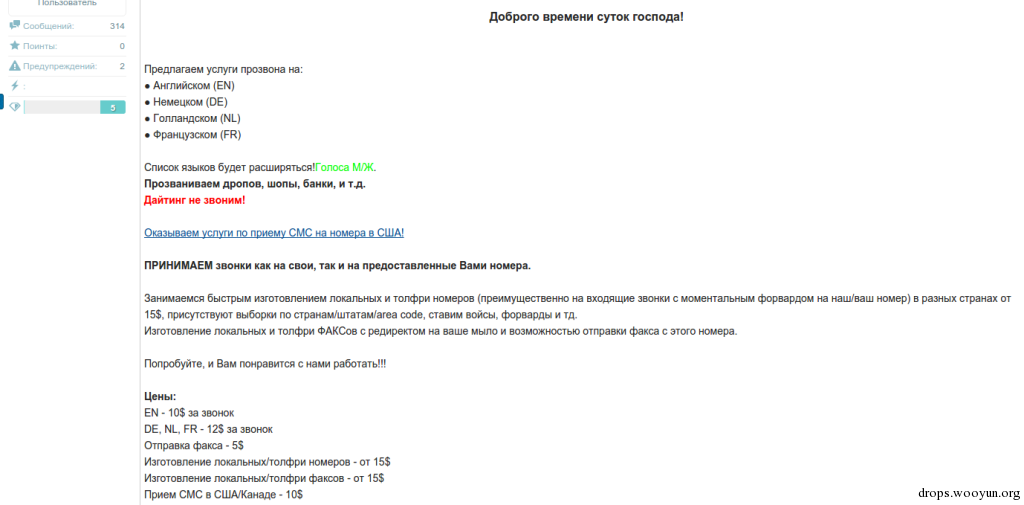 Пользователь
Сообщений: 314
Поинты: 0
Предупреждений: 2
:
5
Доброго времени суток господа!
Предлагаем услуги прозвона на:
● Английском (EN)
● Немецком (DE)
● Голландском (NL)
● Французском (FR)
Список языков будет расширяться!Голоса М/Ж.
Прозваниваем дропов, шопы, банки, и т.д.
Дайтинг не звоним!
Оказываем услуги по приему СМС на номера в США!
ПРИНИМАЕМ звонки как на свои, так и на предоставленные Вами номера.
Занимаемся быстрым изготовлением локальных и толфри номеров (преимущественно на входящие звонки с моментальным форвардом на наш/ваш номер) в разных странах от
15$, присутствуют выборки по странам/штатам/area code, ставим войсы, форварды и тд.
Изготовление локальных и толфри ФАКСов с редиректом на ваше мыло и возможностью отправки факса с этого номера.
Попробуйте, и Вам понравится с нами работать!!!
Цены:
EN - 10$ за звонок
DE, NL, FR - 12$ за звонок
Отправка факса - 5$
Изготовление локальных/толфри номеров - от 15$
Изготовление локальных/толфри факсов - от 15$
Прием СМС в США/Канаде - 10$
drops.wooyun.org